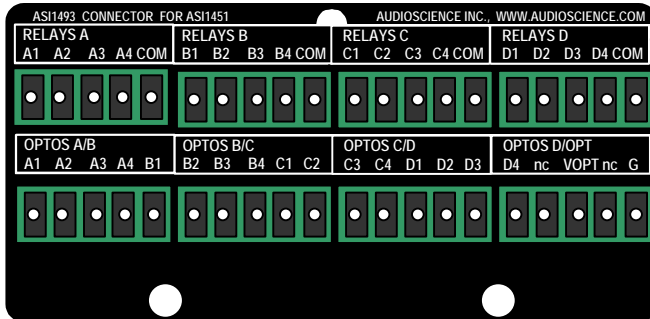 ASI1493 CONNECTOR FOR ASI1451 AUDIOSCIENCE INC., WWW.AUDIOSCIENCE.COM
RELAYS A RELAYS B RELAYS C RELAYS D
A1 A2 A3 A4 COM B1 B2 B3 B4 COM C1 C2 C3 C4 COM D1 D2 D3 D4 COM
OPTOS A/B OPTOS B/C OPTOS C/D OPTOS D/OPT
A1 A2 A3 A4 B1 B2 B3 B4 C1 C2 C3 C4 D1 D2 D3 D4 nc VOPT nc G